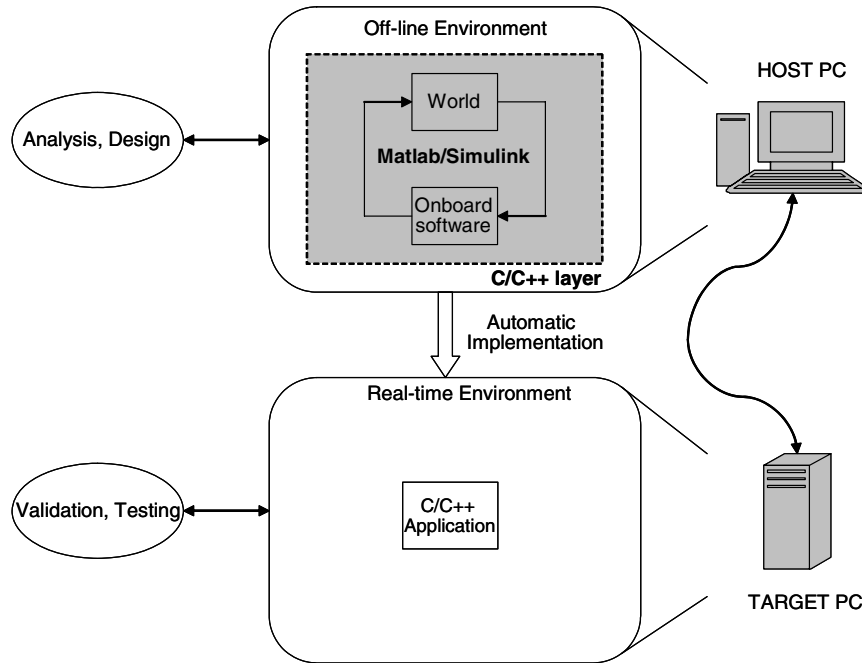 Off-line Environment
HOST PC
World
Analysis, Design
Matlab/Simulink
Onboard
software
C/C++ layer
Automatic
Implementation
Real-time Environment
Validation, Testing
C/C++
Application
TARGET PC